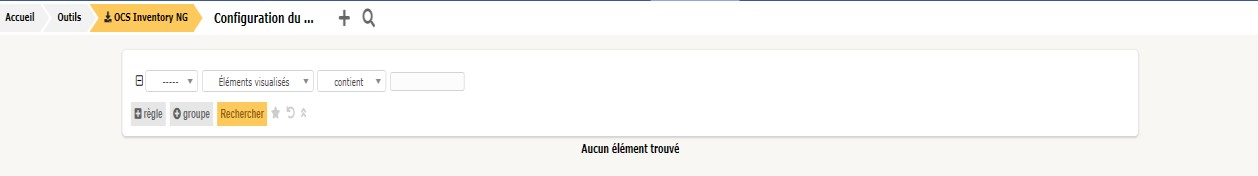 Accueil Outils OCS Inventory NG Configuration du ...
----- Éléments visualisés contient
règle groupe Rechercher
Aucun élément trouvé